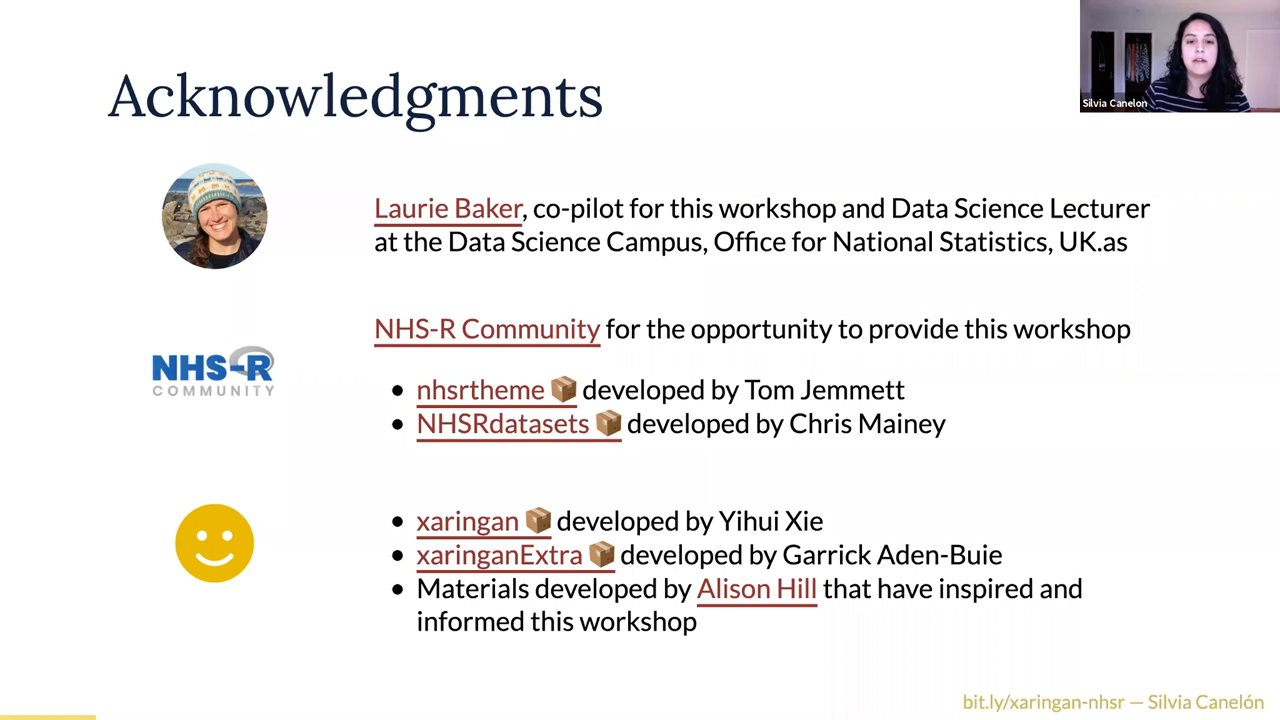 Acknowledgments
Silvia Canelon
Laurie Baker, co-pilot for this workshop and Data Science Lecturer
at the Data Science Campus, Office for National Statistics, UK.as
NHS-R Community for the opportunity to provide this workshop
NHS-R
COMMUNITY
• nhsrtheme 📦 developed by Tom Jemmett
• NHSRdatasets 📦 developed by Chris Mainey
• xaringan 📦 developed by Yihui Xie
• xaringanExtra 📦 developed by Garrick Aden-Buie
• Materials developed by Alison Hill that have inspired and
informed this workshop
bit.ly/xaringan-nhsr — Silvia Canelón